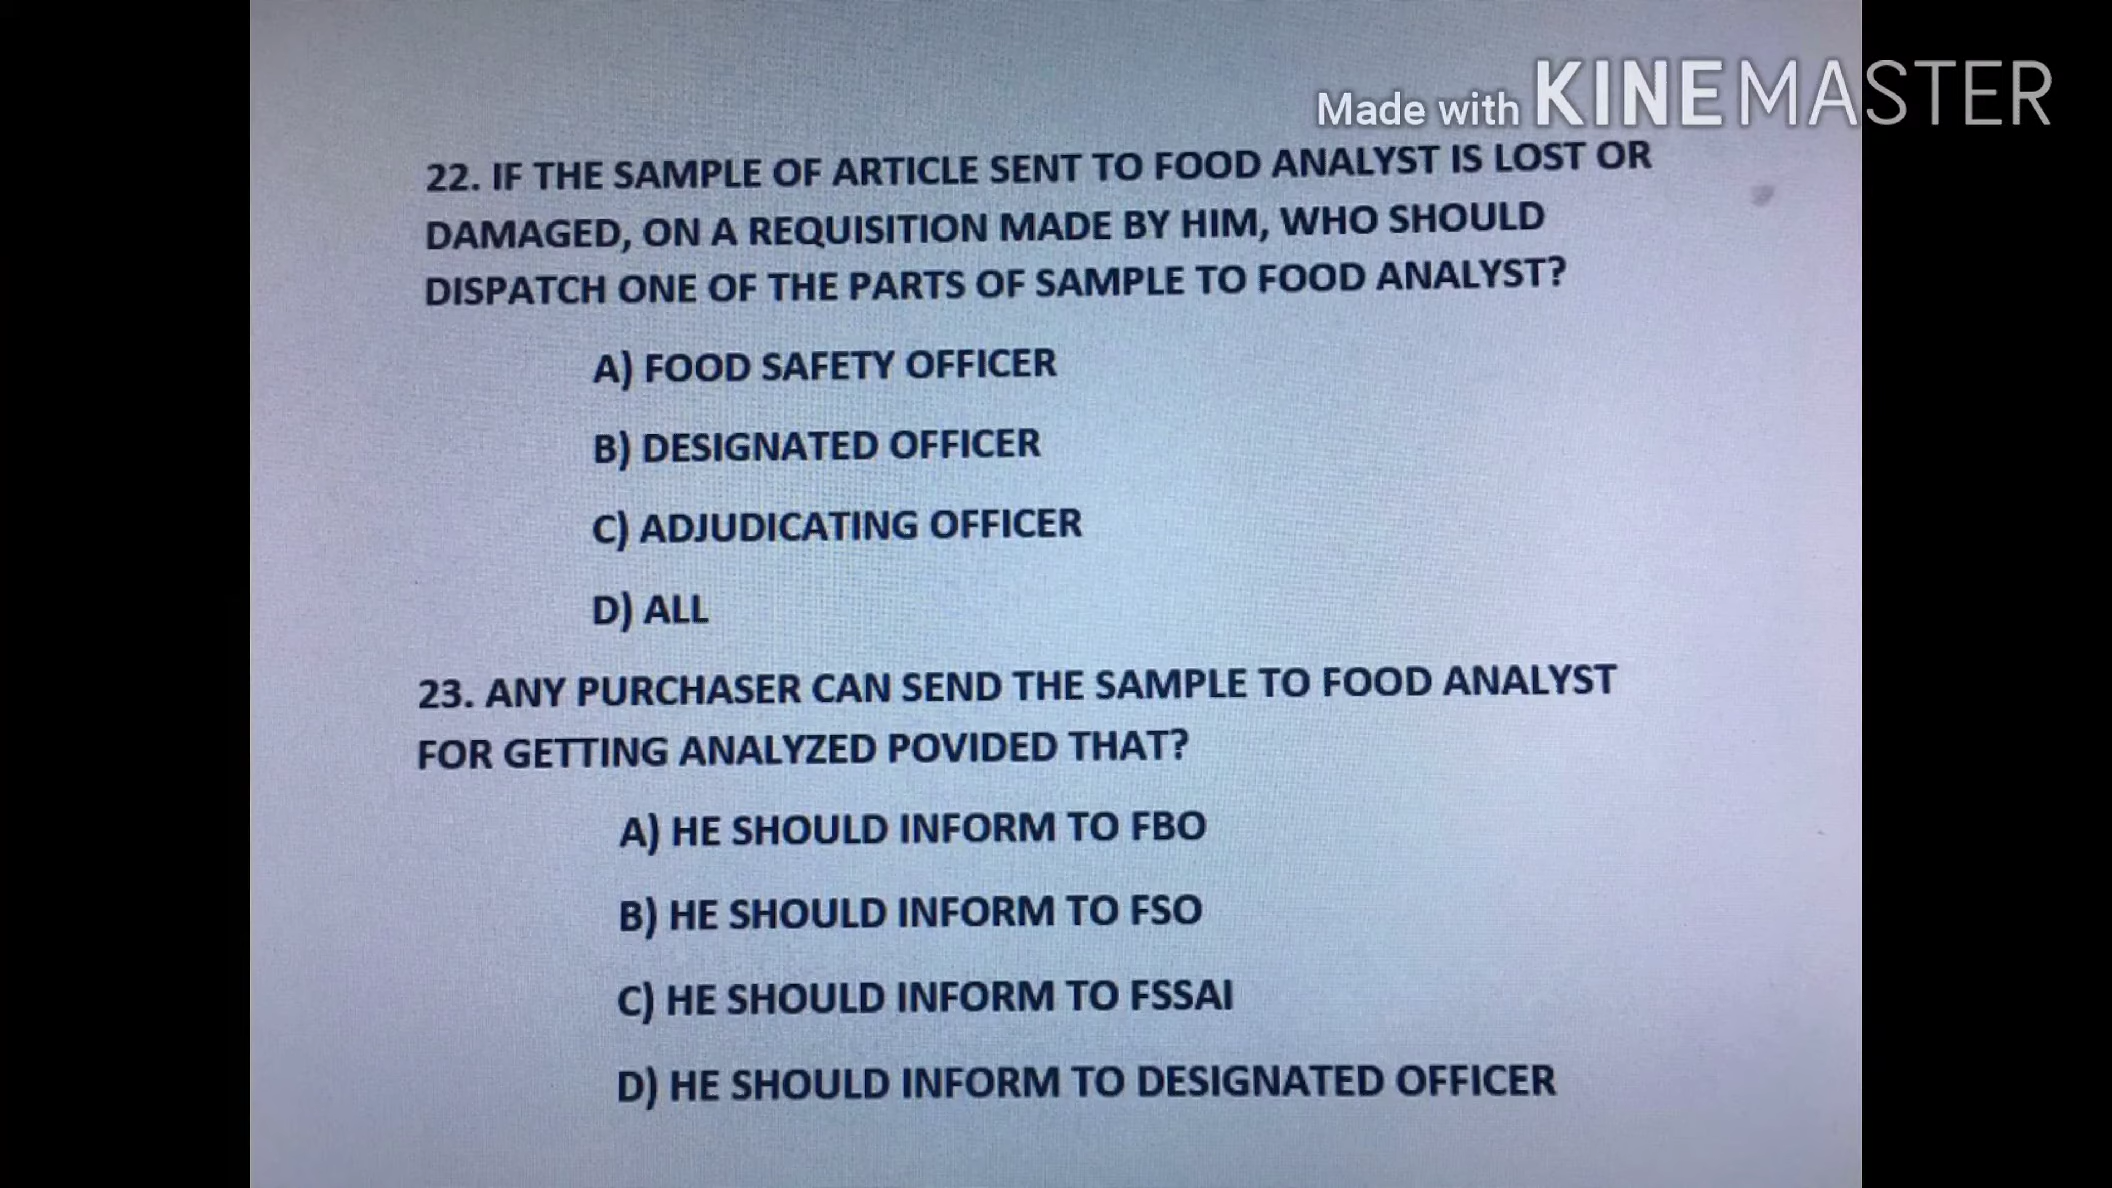 Made with KINEMASTER
22. IF THE SAMPLE OF ARTICLE SENT TO FOOD ANALYST IS LOST OR
DAMAGED, ON A REQUISITION MADE BY HIM, WHO SHOULD
DISPATCH ONE OF THE PARTS OF SAMPLE TO FOOD ANALYST?
A) FOOD SAFETY OFFICER
B) DESIGNATED OFFICER
C) ADJUDICATING OFFICER
D) ALL
23. ANY PURCHASER CAN SEND THE SAMPLE TO FOOD ANALYST
FOR GETTING ANALYZED POVIDED THAT?
A) HE SHOULD INFORM TO FBO
B) HE SHOULD INFORM TO FSO
C) HE SHOULD INFORM TO FSSAI
D) HE SHOULD INFORM TO DESIGNATED OFFICER